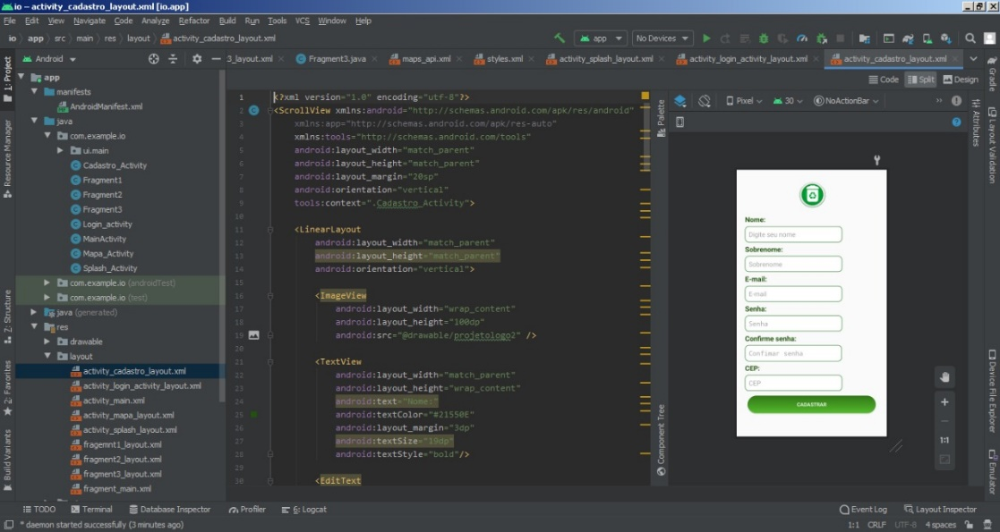 io – activity_cadastro_layout.xml [io.app]
File Edit View Navigate Code Analyze Refactor Build Run Tools VCS Window Help
io app src main res layout activity_cadastro_layout.xml
app No Devices
Android
3_layout.xml Fragment3.java maps_api.xml styles.xml activity_splash_layout.xml activity_login_activity_layout.xml activity_cadastro_layout.xml
Code Split Design
1: Project
Resource Manager
Z: Structure
2: Favorites
Build Variants
app
manifests
AndroidManifest.xml
java
com.example.io
ui.main
Cadastro_Activity
Fragment1
Fragment2
Fragment3
Login_activity
MainActivity
Mapa_Activity
Splash_Activity
com.example.io (androidTest)
com.example.io (test)
java (generated)
res
drawable
layout
activity_cadastro_layout.xml
activity_login_activity_layout.xml
activity_main.xml
activity_mapa_layout.xml
activity_splash_layout.xml
fragemnt1_layout.xml
fragment2_layout.xml
fragment3_layout.xml
fragment_main.xml
1 <?xml version="1.0" encoding="utf-8"?>
2 <ScrollView xmlns:android="http://schemas.android.com/apk/res/android"
3 xmlns:app="http://schemas.android.com/apk/res-auto"
4 xmlns:tools="http://schemas.android.com/tools"
5 android:layout_width="match_parent"
6 android:layout_height="match_parent"
7 android:layout_margin="20sp"
8 android:orientation="vertical"
9 tools:context=".Cadastro_Activity">
10
11 <LinearLayout
12 android:layout_width="match_parent"
13 android:layout_height="match_parent"
14 android:orientation="vertical">
15
16 <ImageView
17 android:layout_width="wrap_content"
18 android:layout_height="100dp"
19 android:src="@drawable/projetologo2" />
20
21 <TextView
22 android:layout_width="match_parent"
23 android:layout_height="wrap_content"
24 android:text="Nome:"
25 android:textColor="#21550E"
26 android:layout_margin="3dp"
27 android:textSize="19dp"
28 android:textStyle="bold"/>
29
30 <EditText
Palette
Component Tree
Pixel 30 NoActionBar
Nome:
Digite seu nome
Sobrenome:
Sobrenome
E-mail:
E-mail
Senha:
Senha
Confirme senha:
Confimar senha
CEP:
CEP
CADASTRAR
1:1
Attributes
Gradle
Layout Validation
Device File Explorer
Emulator
TODO Terminal Database Inspector Profiler 6: Logcat Event Log Layout Inspector
* daemon started successfully (3 minutes ago) 1:1 CRLF UTF-8 4 spaces